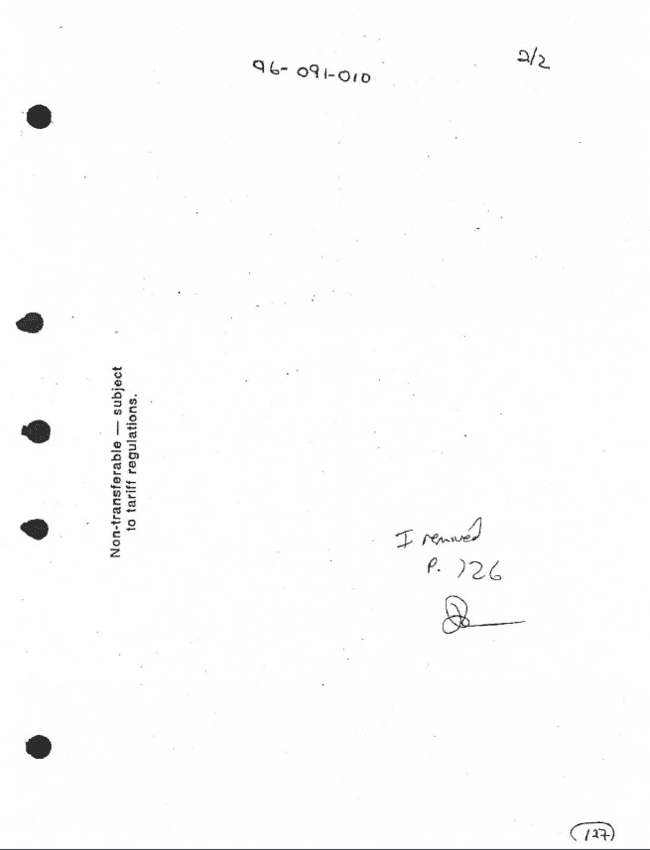 96-091-010
2/2
Non-transferable — subject
to tariff regulations.
I removed
P. 126
127